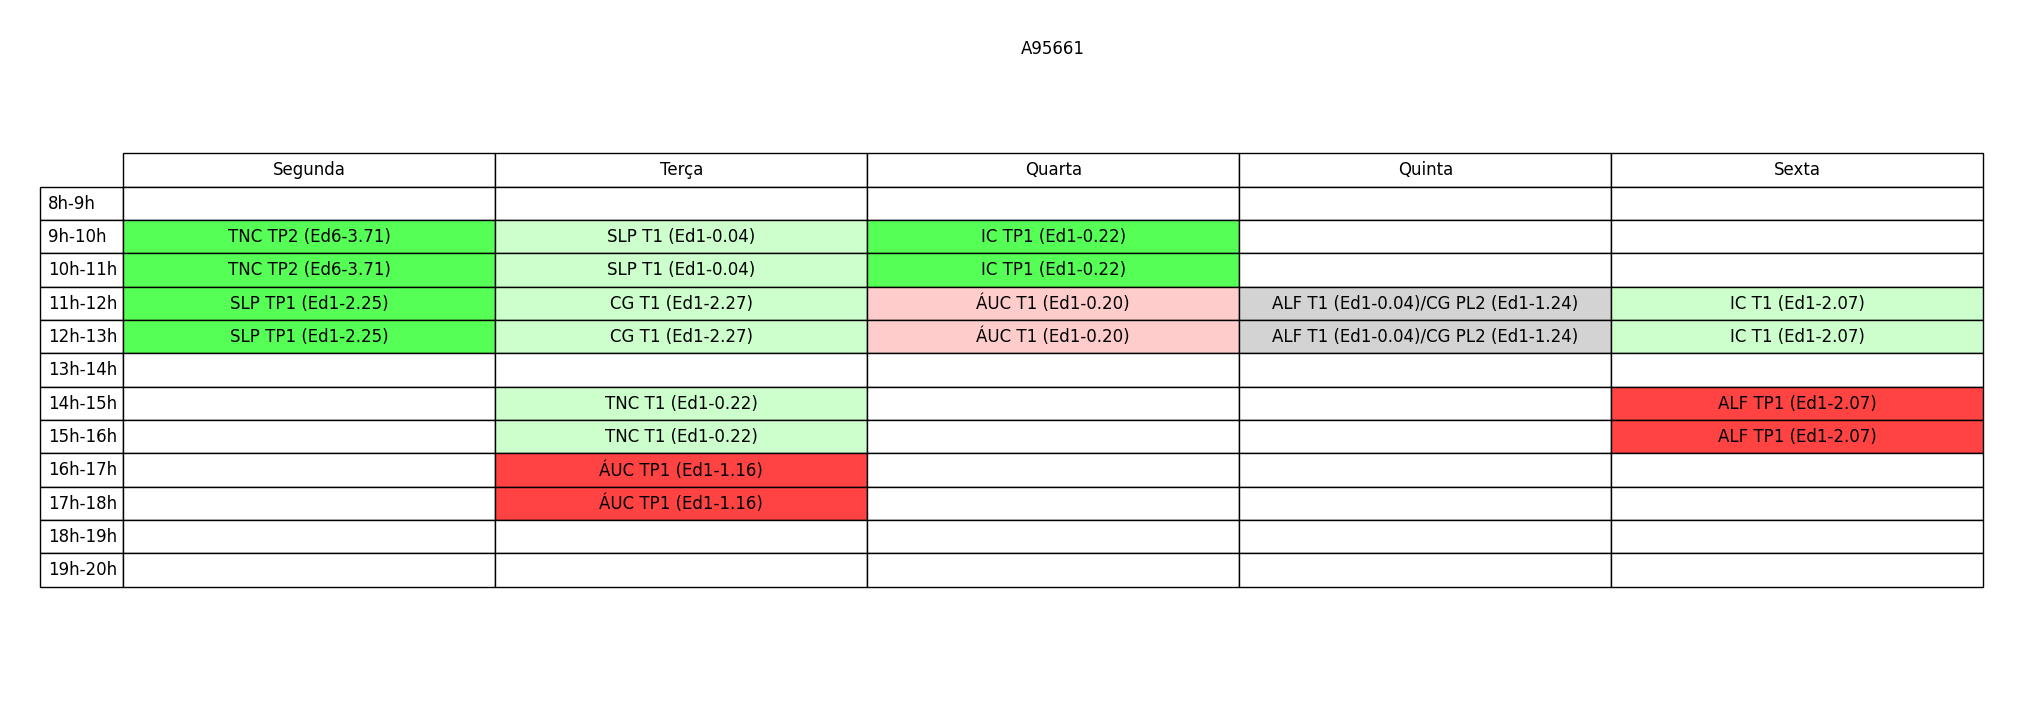 A95661
Segunda Terça Quarta Quinta Sexta
8h-9h
9h-10h TNC TP2 (Ed6-3.71) SLP T1 (Ed1-0.04) IC TP1 (Ed1-0.22)
10h-11h TNC TP2 (Ed6-3.71) SLP T1 (Ed1-0.04) IC TP1 (Ed1-0.22)
11h-12h SLP TP1 (Ed1-2.25) CG T1 (Ed1-2.27) ÁUC T1 (Ed1-0.20) ALF T1 (Ed1-0.04)/CG PL2 (Ed1-1.24) IC T1 (Ed1-2.07)
12h-13h SLP TP1 (Ed1-2.25) CG T1 (Ed1-2.27) ÁUC T1 (Ed1-0.20) ALF T1 (Ed1-0.04)/CG PL2 (Ed1-1.24) IC T1 (Ed1-2.07)
13h-14h
14h-15h TNC T1 (Ed1-0.22) ALF TP1 (Ed1-2.07)
15h-16h TNC T1 (Ed1-0.22) ALF TP1 (Ed1-2.07)
16h-17h ÁUC TP1 (Ed1-1.16)
17h-18h ÁUC TP1 (Ed1-1.16)
18h-19h
19h-20h